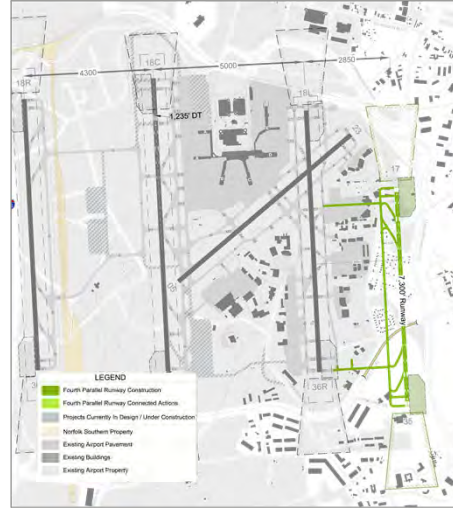 18R
4300
18C
5000
2850
18L
1,235' DT
23
17
05
7,300' Runway
36R
35
LEGEND
Fourth Parallel Runway Construction
Fourth Parallel Runway Connected Actions
Projects Currently In Design / Under Construction
Norfolk Southern Property
Existing Airport Pavement
Existing Buildings
Existing Airport Property